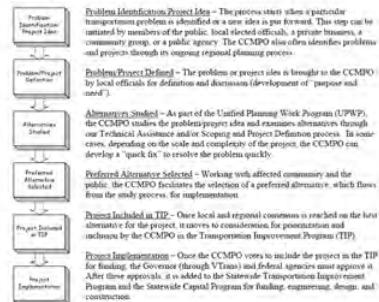 Problem
Identification/
Project Idea
Problem Identification/Project Idea – The process starts when a particular
transportation problem is identified or a new idea is put forward. This step can be
initiated by members of the public, local elected officials, a private business, a
community group, or a public agency. The CCMPO also often identifies problems
and projects through its ongoing regional planning process.
Problem/Project
Definition
Problem/Project Defined – The problem or project idea is brought to the CCMPO
by local officials for definition and discussion (development of "purpose and
need").
Alternatives
Studied
Alternatives Studied – As part of the Unified Planning Work Program (UPWP),
the CCMPO studies the problem/project idea and examines alternatives through
our Technical Assistance and/or Scoping and Project Definition process. In some
cases, depending on the scale and complexity of the project, the CCMPO can
develop a "quick fix" to resolve the problem quickly.
Preferred
Alternative
Selected
Preferred Alternative Selected – Working with affected community and the
public, the CCMPO facilitates the selection of a preferred alternative, which flows
from the study process, for implementation.
Project Included
in TIP
Project Included in TIP – Once local and regional consensus is reached on the best
alternative for the project, it moves to consideration for prioritization and
inclusion by the CCMPO in the Transportation Improvement Program (TIP).
Project
Implementation
Project Implementation – Once the CCMPO votes to include the project in the TIP
for funding, the Governor (through VTrans) and federal agencies must approve it.
After these approvals, it is added to the Statewide Transportation Improvement
Program and the Statewide Capital Program for funding, engineering, design, and
construction.